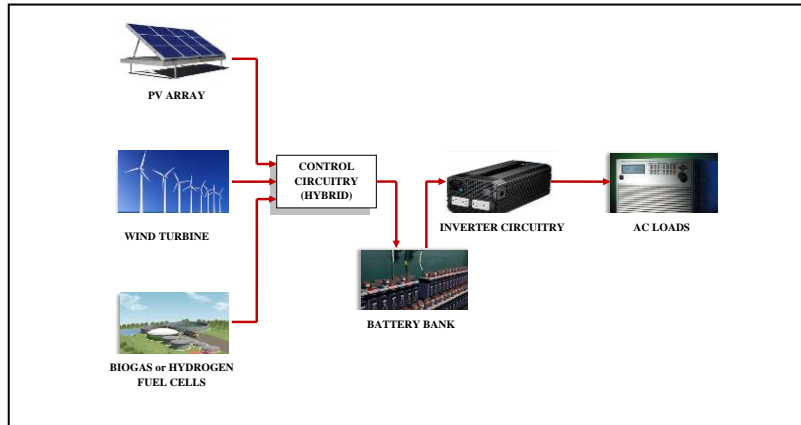 PV ARRAY
CONTROL
CIRCUITRY
(HYBRID)
WIND TURBINE
INVERTER CIRCUITRY
AC LOADS
BATTERY BANK
BIOGAS or HYDROGEN
FUEL CELLS